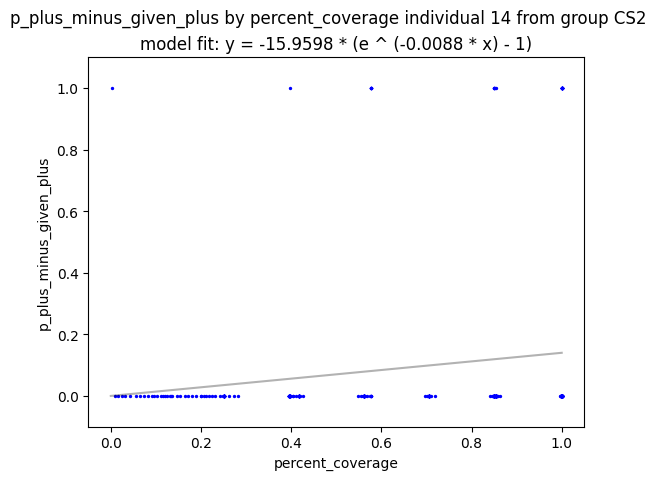 p_plus_minus_given_plus by percent_coverage individual 14 from group CS2
model fit: y = -15.9598 * (e ^ (-0.0088 * x) - 1)
p_plus_minus_given_plus
1.0
0.8
0.6
0.4
0.2
0.0
0.0 0.2 0.4 0.6 0.8 1.0
percent_coverage